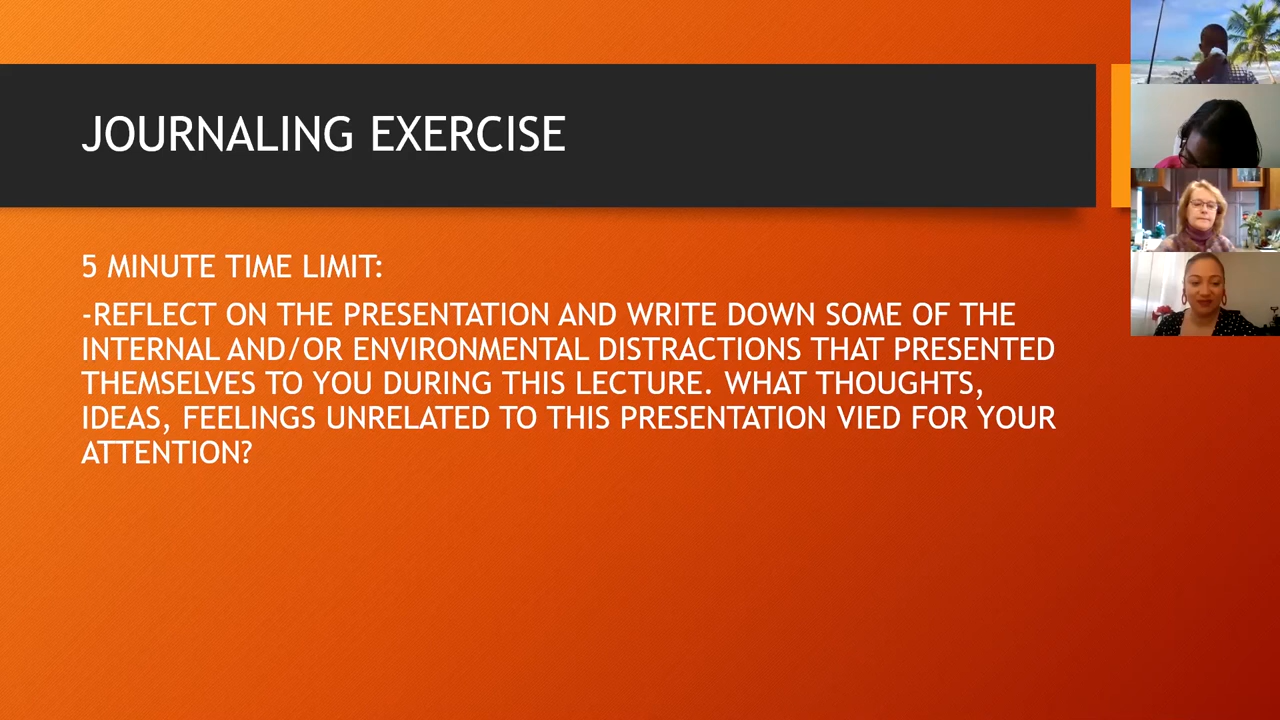 JOURNALING EXERCISE
5 MINUTE TIME LIMIT:
-REFLECT ON THE PRESENTATION AND WRITE DOWN SOME OF THE
INTERNAL AND/OR ENVIRONMENTAL DISTRACTIONS THAT PRESENTED
THEMSELVES TO YOU DURING THIS LECTURE. WHAT THOUGHTS,
IDEAS, FEELINGS UNRELATED TO THIS PRESENTATION VIED FOR YOUR
ATTENTION?